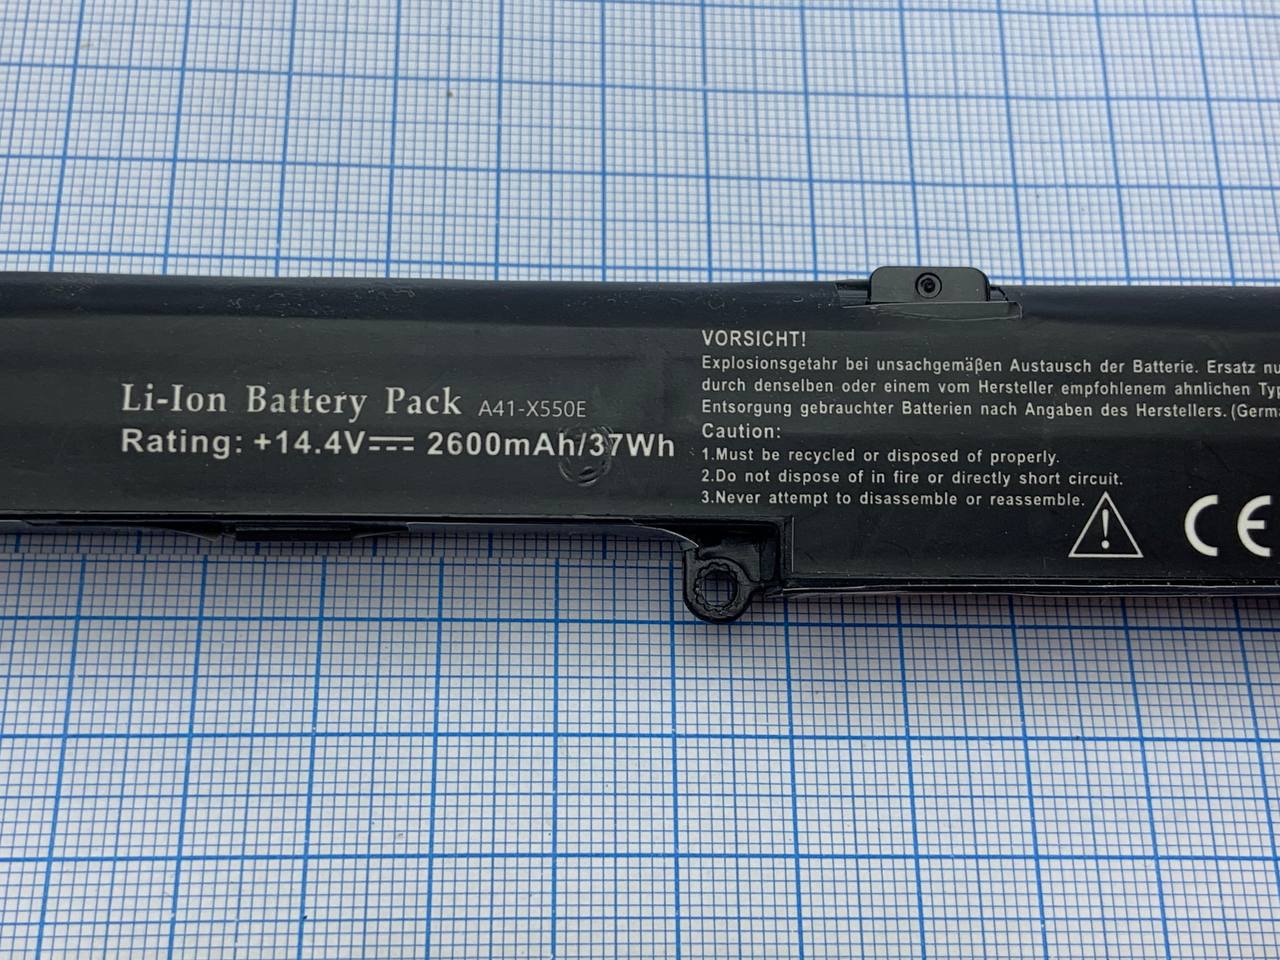 Li-Ion Battery Pack A41-X550E
Rating: +14.4V⎓ 2600mAh/37Wh
VORSICHT!
Explosionsgetahr bei unsachgemäβen Austausch der Batterie. Ersatz
durch denselben oder einem vom Hersteller empfohlenem ahnlichen
Entsorgung gebrauchter Batterien nach Angaben des Herstellers.
Caution:
1.Must be recycled or disposed of properly.
2.Do not dispose of in fire or directly short circuit.
3.Never attempt to disassemble or reassemble.
CE